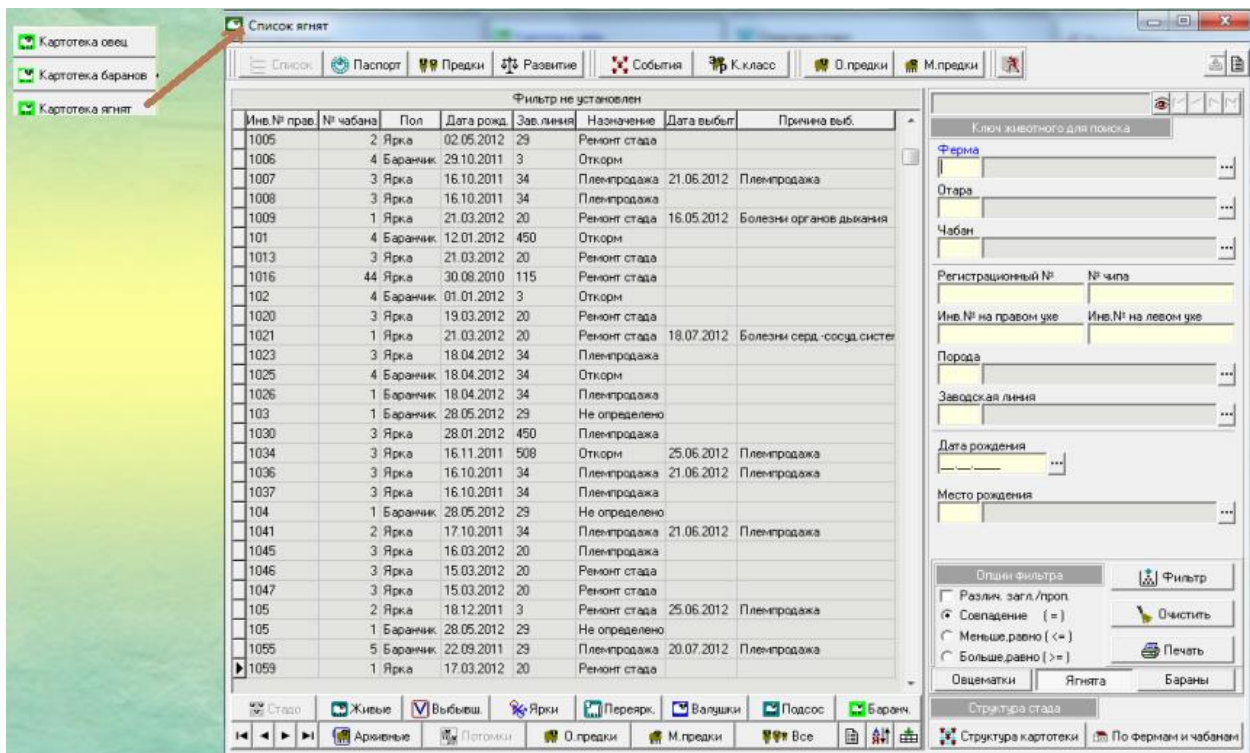 Картотека овец
Картотека баранов
Картотека ягнят
Список ягнят
Список Паспорт Предки Развитие События К.класс О.предки М.предки
Фильтр не установлен
Инв.№ прав. № чабана Пол Дата рожд. Зав.линия Назначение Дата выбыт Причина выб.
1005 2 Ярка 02.05.2012 29 Ремонт стада
1006 4 Баранчик 29.10.2011 3 Откорм
1007 3 Ярка 16.10.2011 34 Племпродажа 21.06.2012 Племпродажа
1008 3 Ярка 16.10.2011 34 Племпродажа
1009 1 Ярка 21.03.2012 20 Ремонт стада 16.05.2012 Болезни органов дыхания
101 4 Баранчик 12.01.2012 450 Откорм
1013 3 Ярка 21.03.2012 20 Ремонт стада
1016 44 Ярка 30.08.2010 115 Ремонт стада
102 4 Баранчик 01.01.2012 3 Откорм
1020 3 Ярка 19.03.2012 20 Ремонт стада
1021 1 Ярка 21.03.2012 20 Ремонт стада 18.07.2012 Болезни серд.-сосуд.систем
1023 3 Ярка 18.04.2012 34 Племпродажа
1025 4 Баранчик 18.04.2012 34 Откорм
1026 1 Баранчик 18.04.2012 34 Племпродажа
103 1 Баранчик 28.05.2012 29 Не определено
1030 3 Ярка 28.01.2012 450 Племпродажа
1034 3 Ярка 16.11.2011 508 Откорм 25.06.2012 Племпродажа
1036 3 Ярка 16.10.2011 34 Племпродажа 21.06.2012 Племпродажа
1037 3 Ярка 16.10.2011 34 Племпродажа
104 1 Баранчик 28.05.2012 29 Не определено
1041 2 Ярка 17.10.2011 34 Племпродажа 21.06.2012 Племпродажа
1045 3 Ярка 16.03.2012 20 Племпродажа
1046 3 Ярка 15.03.2012 20 Ремонт стада
1047 3 Ярка 15.03.2012 20 Ремонт стада
105 2 Ярка 18.12.2011 3 Ремонт стада 25.06.2012 Племпродажа
105 1 Баранчик 28.05.2012 29 Не определено
1055 5 Баранчик 22.09.2011 29 Племпродажа 20.07.2012 Племпродажа
1059 1 Ярка 17.03.2012 20 Ремонт стада
Стадо Живые Выбывш. Ярки Переярк. Валушки Подсос Баранч.
Архивные Потомки О.предки М.предки Все
Ключ животного для поиска
Ферма
Отара
Чабан
Регистрационный № № чипа
Инв.№ на правом ухе Инв.№ на левом ухе
Порода
Заводская линия
Дата рождения
__.__.____
Место рождения
Опции фильтра Фильтр
Различ. загл./проп.
Совпадение (=) Очистить
Меньше,равно (<=)
Больше,равно (>=) Печать
Овцематки Ягнята Бараны
Структура стада
Структура картотеки По фермам и чабанам